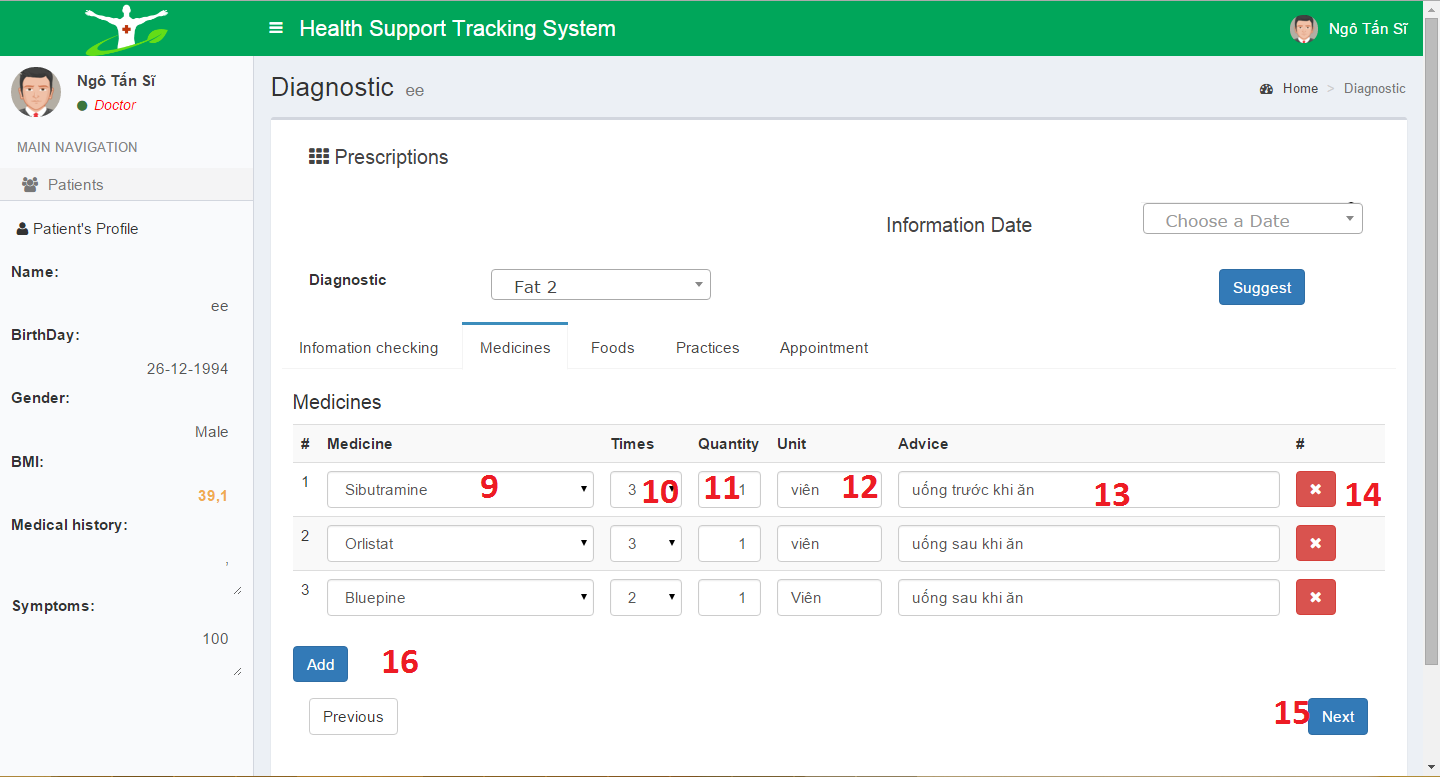 Health Support Tracking System
Ngô Tấn Sĩ
Ngô Tấn Sĩ
Doctor
MAIN NAVIGATION
Patients
Patient's Profile
Name:
ee
BirthDay:
26-12-1994
Gender:
Male
BMI:
39,1
Medical history:
,
Symptoms:
100
Diagnostic ee
Home > Diagnostic
Prescriptions
Information Date Choose a Date
Diagnostic Fat 2 Suggest
Infomation checking Medicines Foods Practices Appointment
Medicines
# Medicine Times Quantity Unit Advice #
1 Sibutramine 9 3 10 11 1 viên 12 uống trước khi ăn 13 14
2 Orlistat 3 1 viên uống sau khi ăn
3 Bluepine 2 1 Viên uống sau khi ăn
Add 16
Previous 15 Next